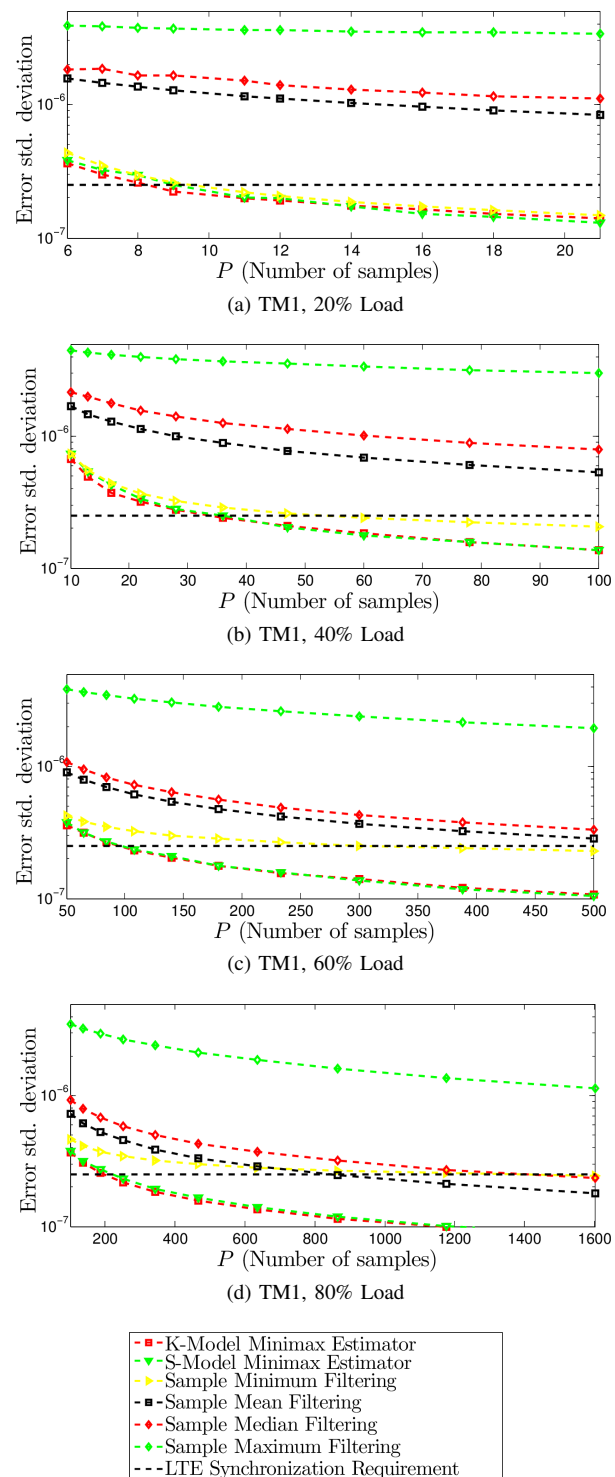 Error std. deviation
10⁻⁶
10⁻⁷
6 8 10 12 14 16 18 20
P (Number of samples)
(a) TM1, 20% Load
Error std. deviation
10⁻⁶
10⁻⁷
10 20 30 40 50 60 70 80 90 100
P (Number of samples)
(b) TM1, 40% Load
Error std. deviation
10⁻⁶
10⁻⁷
50 100 150 200 250 300 350 400 450 500
P (Number of samples)
(c) TM1, 60% Load
Error std. deviation
10⁻⁶
10⁻⁷
200 400 600 800 1000 1200 1400 1600
P (Number of samples)
(d) TM1, 80% Load
K-Model Minimax Estimator
S-Model Minimax Estimator
Sample Minimum Filtering
Sample Mean Filtering
Sample Median Filtering
Sample Maximum Filtering
LTE Synchronization Requirement